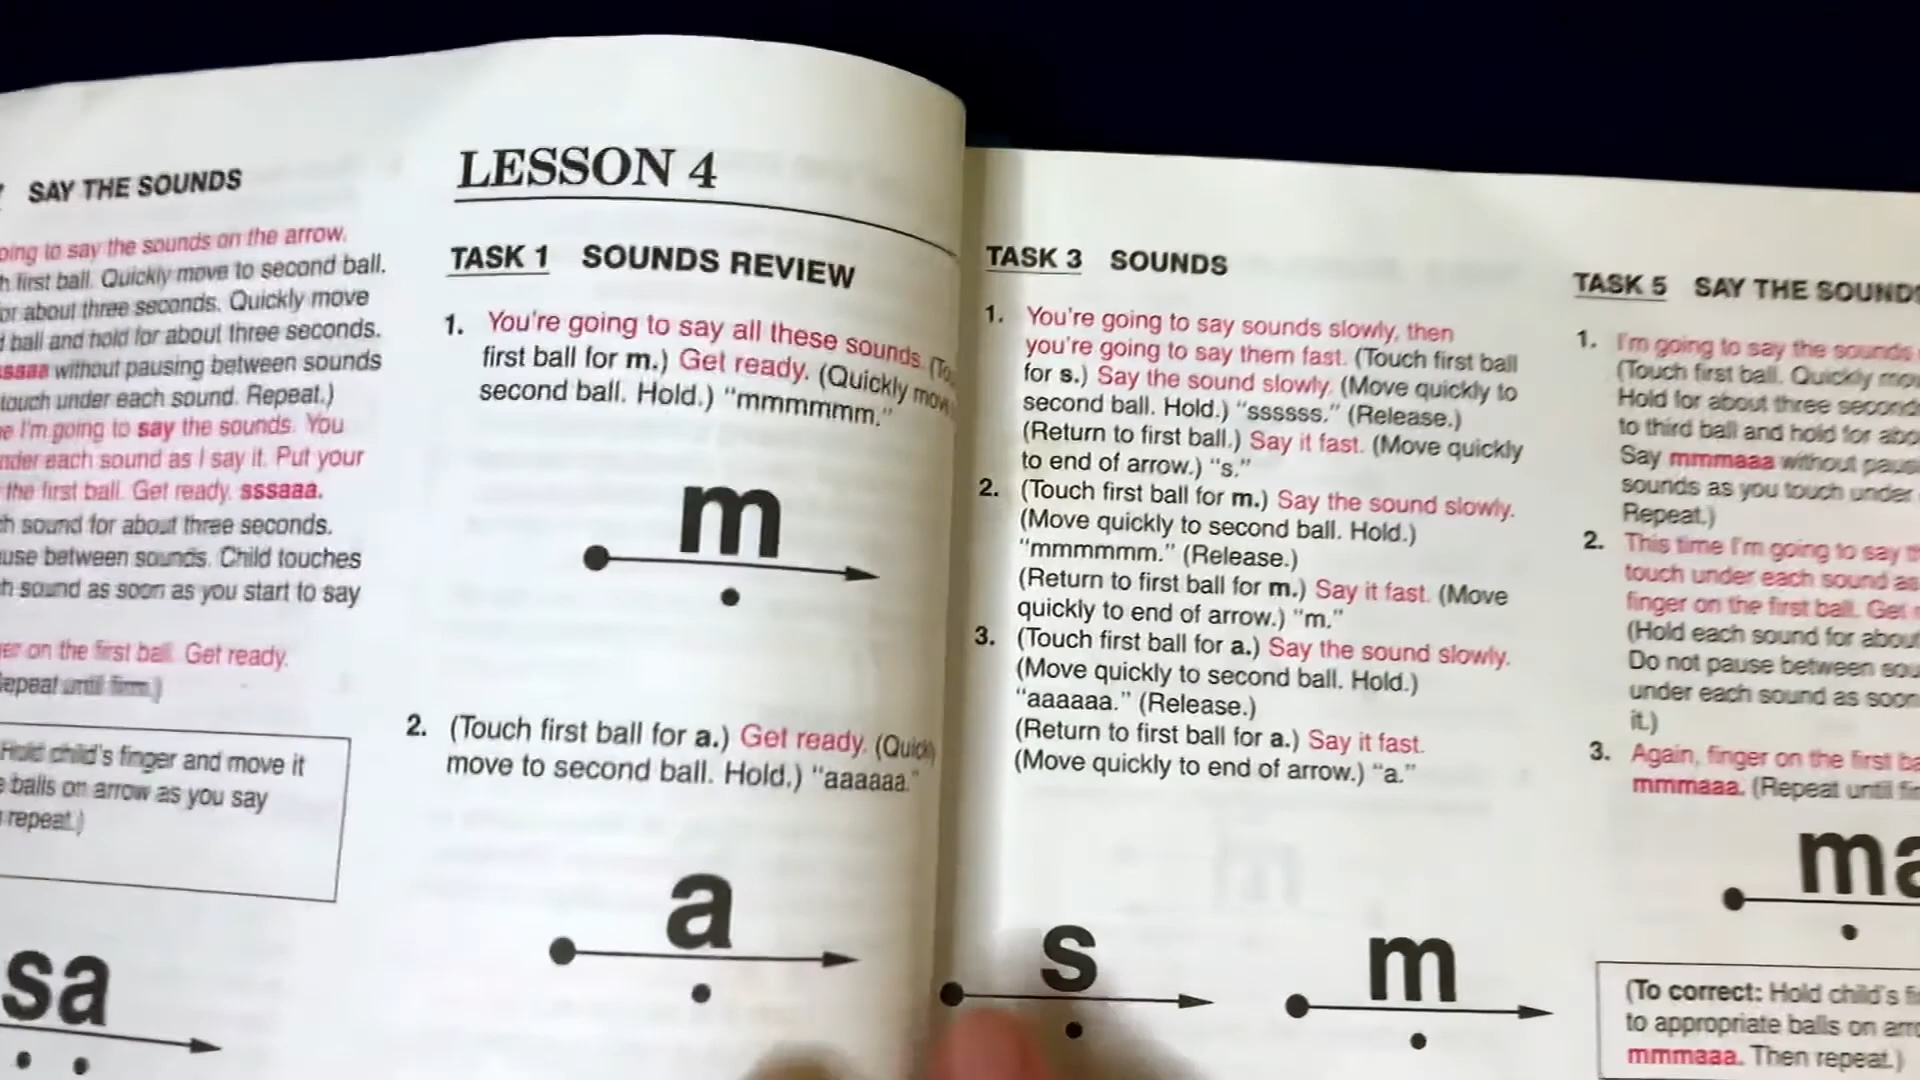 SAY THE SOUNDS
to say the sounds on the arrow.
first ball. Quickly move to second ball.
about three seconds. Quickly move
ball and hold for about three seconds.
without pausing between sounds
touch under each sound. Repeat.)
I'm going to say the sounds. You
each sound as I say it. Put your
the first ball. Get ready. sssaaa.
sound for about three seconds.
between sounds. Child touches
sound as soon as you start to say
on the first ball. Get ready.
until firm.)
Hold child's finger and move it
balls on arrow as you say
repeat.)
sa
LESSON 4
TASK 1 SOUNDS REVIEW
1. You're going to say all these sounds.
first ball for m.) Get ready. (Quickly
second ball. Hold.) “mmmmmm.”
m
2. (Touch first ball for a.) Get ready.
move to second ball. Hold.) “aaaaaa.”
a
TASK 3 SOUNDS
1. You're going to say sounds slowly, then
you're going to say them fast. (Touch first ball
for s.) Say the sound slowly. (Move quickly to
second ball. Hold.) “ssssss.” (Release.)
(Return to first ball.) Say it fast. (Move quickly
to end of arrow.) “s.”
2. (Touch first ball for m.) Say the sound slowly.
(Move quickly to second ball. Hold.)
“mmmmmm.” (Release.)
(Return to first ball for m.) Say it fast. (Move
quickly to end of arrow.) “m.”
3. (Touch first ball for a.) Say the sound slowly.
(Move quickly to second ball. Hold.)
“aaaaaa.” (Release.)
(Return to first ball for a.) Say it fast.
(Move quickly to end of arrow.) “a.”
s
m
TASK 5 SAY THE SOUNDS
1. I'm going to say the sounds
(Touch first ball. Quickly
Hold for about three
to third ball and hold for
Say mmmaaa without
sounds as you touch under
Repeat.)
2. This time I'm going to say
touch under each sound as
finger on the first ball.
(Hold each sound for about
Do not pause between
under each sound as soon
it.)
3. Again, finger on the first
mmmaaa. (Repeat until
ma
(To correct: Hold child's
to appropriate balls on
mmmaaa. Then repeat.)